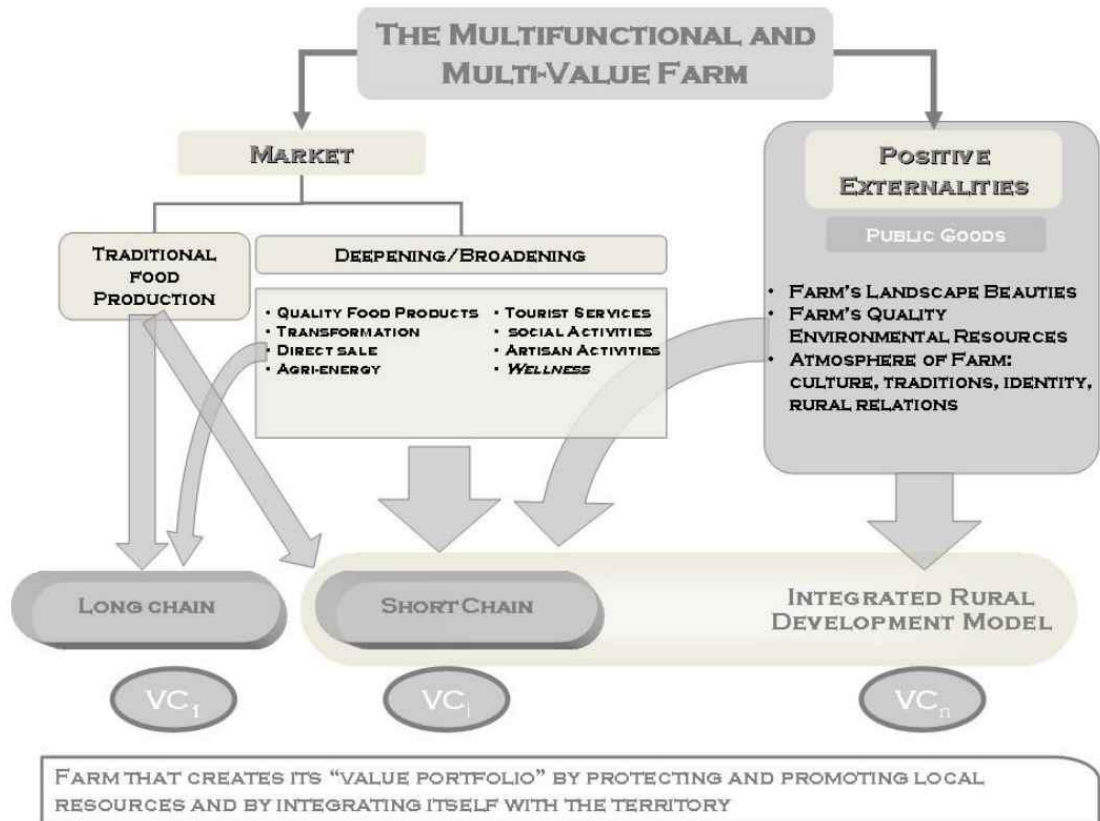 THE MULTIFUNCTIONAL AND
MULTI-VALUE FARM
MARKET
POSITIVE
EXTERNALITIES
PUBLIC GOODS
TRADITIONAL
FOOD
PRODUCTION
DEEPENING/BROADENING
• QUALITY FOOD PRODUCTS
• TRANSFORMATION
• DIRECT SALE
• AGRI-ENERGY
• TOURIST SERVICES
• SOCIAL ACTIVITIES
• ARTISAN ACTIVITIES
• WELLNESS
• FARM'S LANDSCAPE BEAUTIES
• FARM'S QUALITY
ENVIRONMENTAL RESOURCES
• ATMOSPHERE OF FARM:
CULTURE, TRADITIONS, IDENTITY,
RURAL RELATIONS
LONG CHAIN
SHORT CHAIN
INTEGRATED RURAL
DEVELOPMENT MODEL
VC1
VCi
VCn
FARM THAT CREATES ITS “VALUE PORTFOLIO” BY PROTECTING AND PROMOTING LOCAL
RESOURCES AND BY INTEGRATING ITSELF WITH THE TERRITORY